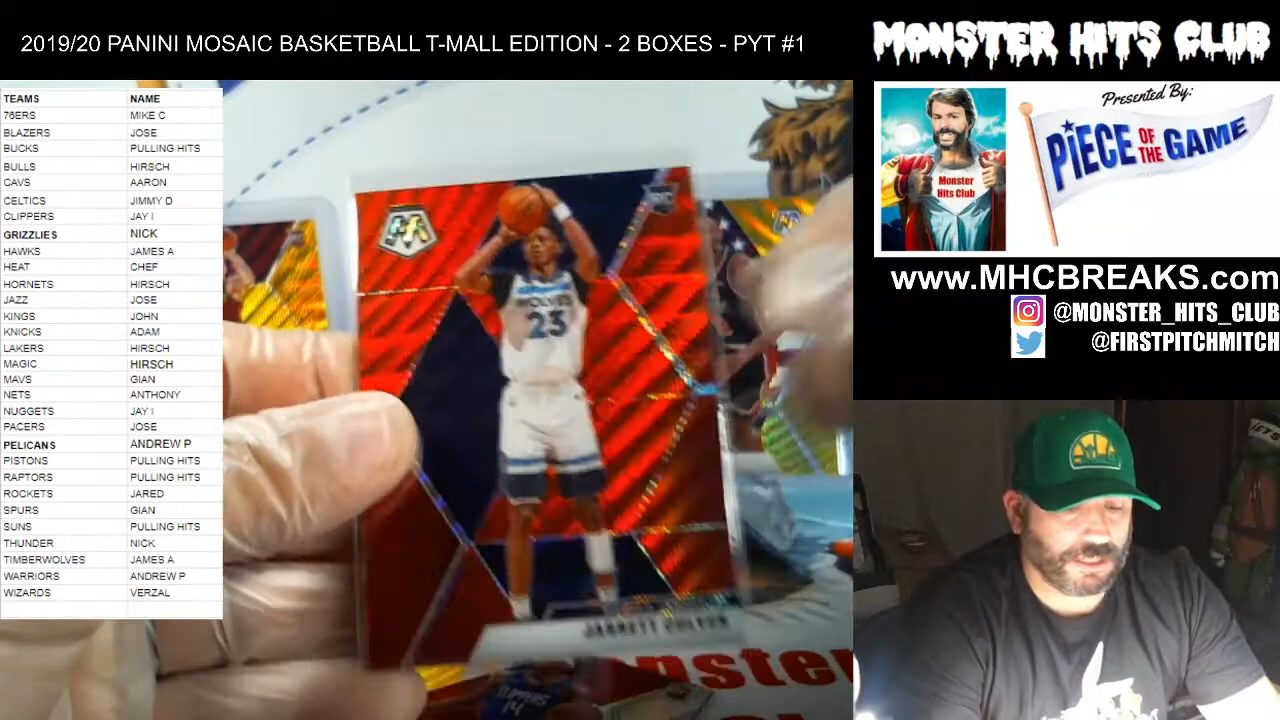 2019/20 PANINI MOSAIC BASKETBALL T-MALL EDITION - 2 BOXES - PYT #1
MONSTER HITS CLUB
Presented By:
PIECE OF THE GAME
Monster
Hits Club
www.MHCBREAKS.com
@MONSTER_HITS_CLUB
@FIRSTPITCHMITCH
TEAMS NAME
76ERS MIKE C
BLAZERS JOSE
BUCKS PULLING HITS
BULLS HIRSCH
CAVS AARON
CELTICS JIMMY D
CLIPPERS JAY I
GRIZZLIES NICK
HAWKS JAMES A
HEAT CHEF
HORNETS HIRSCH
JAZZ JOSE
KINGS JOHN
KNICKS ADAM
LAKERS HIRSCH
MAGIC HIRSCH
MAVS GIAN
NETS ANTHONY
NUGGETS JAY I
PACERS JOSE
PELICANS ANDREW P
PISTONS PULLING HITS
RAPTORS PULLING HITS
ROCKETS JARED
SPURS GIAN
SUNS PULLING HITS
THUNDER NICK
TIMBERWOLVES JAMES A
WARRIORS ANDREW P
WIZARDS VERZAL
RC
WOLVES
23
JARRETT CULVER
CLIPPERS
14